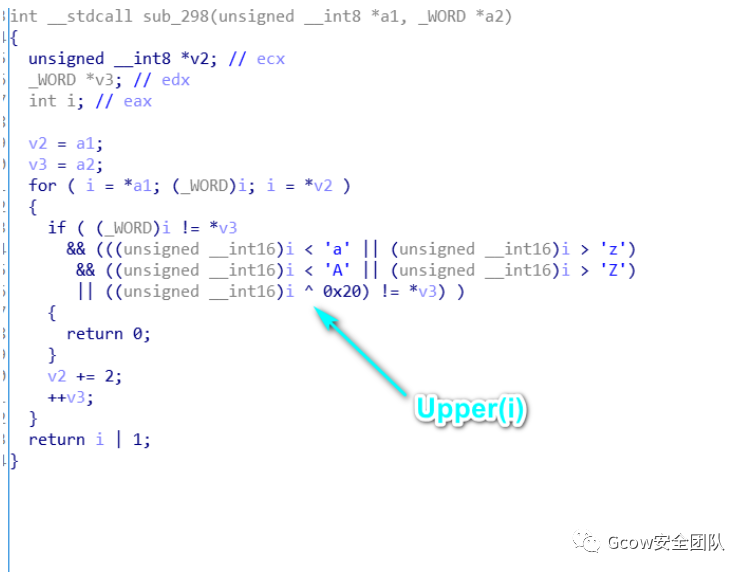 int __stdcall sub_298(unsigned __int8 *a1, _WORD *a2)
{
  unsigned __int8 *v2; // ecx
  _WORD *v3; // edx
  int i; // eax

  v2 = a1;
  v3 = a2;
  for ( i = *a1; (_WORD)i; i = *v2 )
  {
    if ( (_WORD)i != *v3
      && (((unsigned __int16)i < 'a' || (unsigned __int16)i > 'z')
       && ((unsigned __int16)i < 'A' || (unsigned __int16)i > 'Z')
       || ((unsigned __int16)i ^ 0x20) != *v3) )
    {
      return 0;
    }
    v2 += 2;
    ++v3;
  }
  return i | 1;
}
Upper(i)
Gcow安全团队